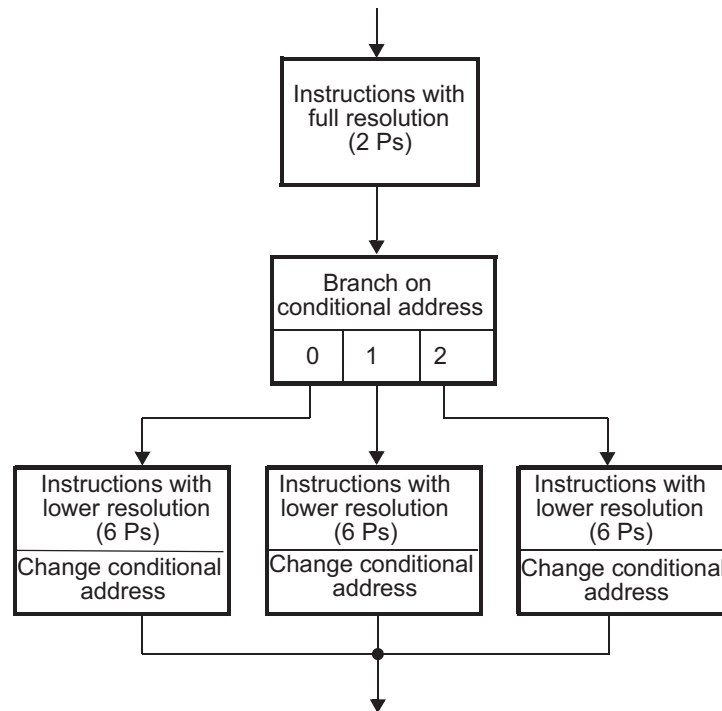 Instructions with
full resolution
(2 Ps)
Branch on
conditional address
0 1 2
Instructions with
lower resolution
(6 Ps)
Change conditional
address
Instructions with
lower resolution
(6 Ps)
Change conditional
address
Instructions with
lower resolution
(6 Ps)
Change conditional
address